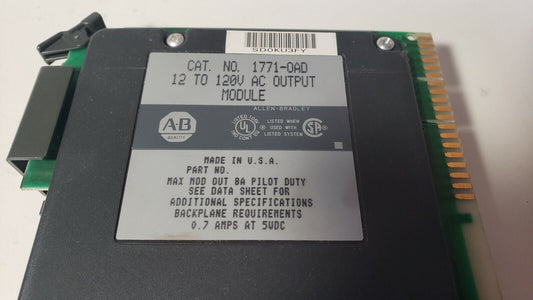 SD0KU3FY
CAT. NO. 1771-OAD
12 TO 120V AC OUTPUT
MODULE
ALLEN-BRADLEY
A-B
QUALITY
UL
LISTED WHEN
USED WITH
LISTED SYSTEM
SA
MADE IN U.S.A.
PART NO.
MAX MOD OUT 8A PILOT DUTY
SEE DATA SHEET FOR
ADDITIONAL SPECIFICATIONS
BACKPLANE REQUIREMENTS
0.7 AMPS AT 5VDC